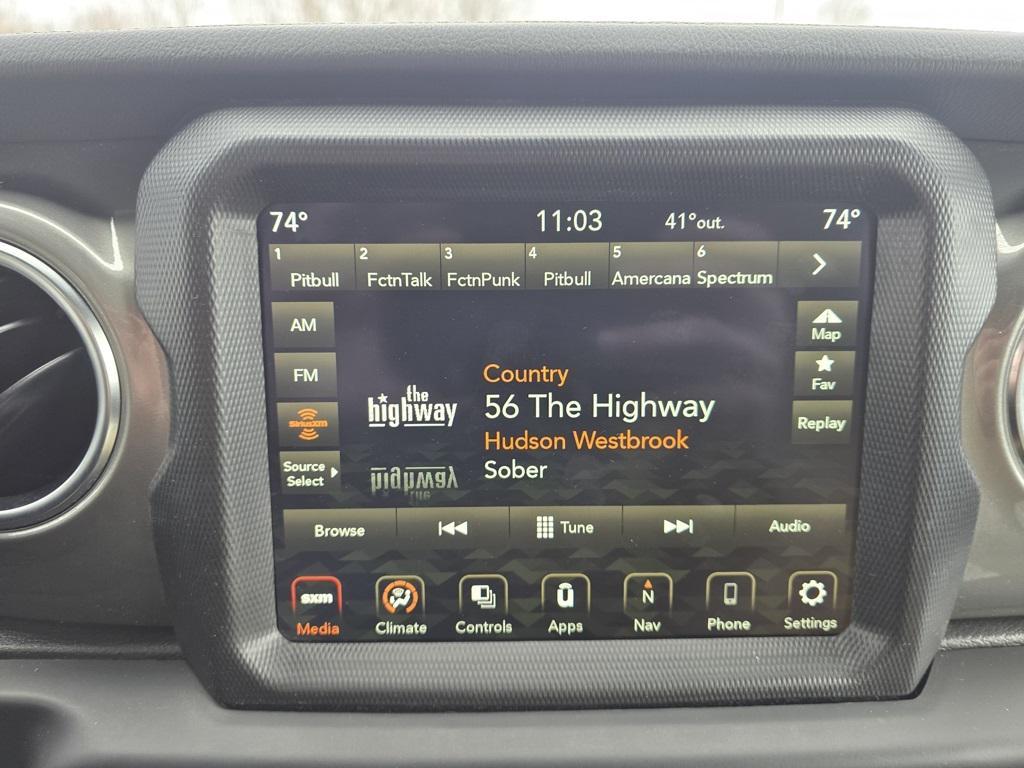 74° 11:03 41°out. 74°
1 2 3 4 5 6
Pitbull FctnTalk FctnPunk Pitbull Amercana Spectrum
AM
Map
FM
Fav
SiriusXM
Replay
Source
Select
the
highway
Country
56 The Highway
Hudson Westbrook
Sober
Browse Tune Audio
sxm N
Media Climate Controls Apps Nav Phone Settings